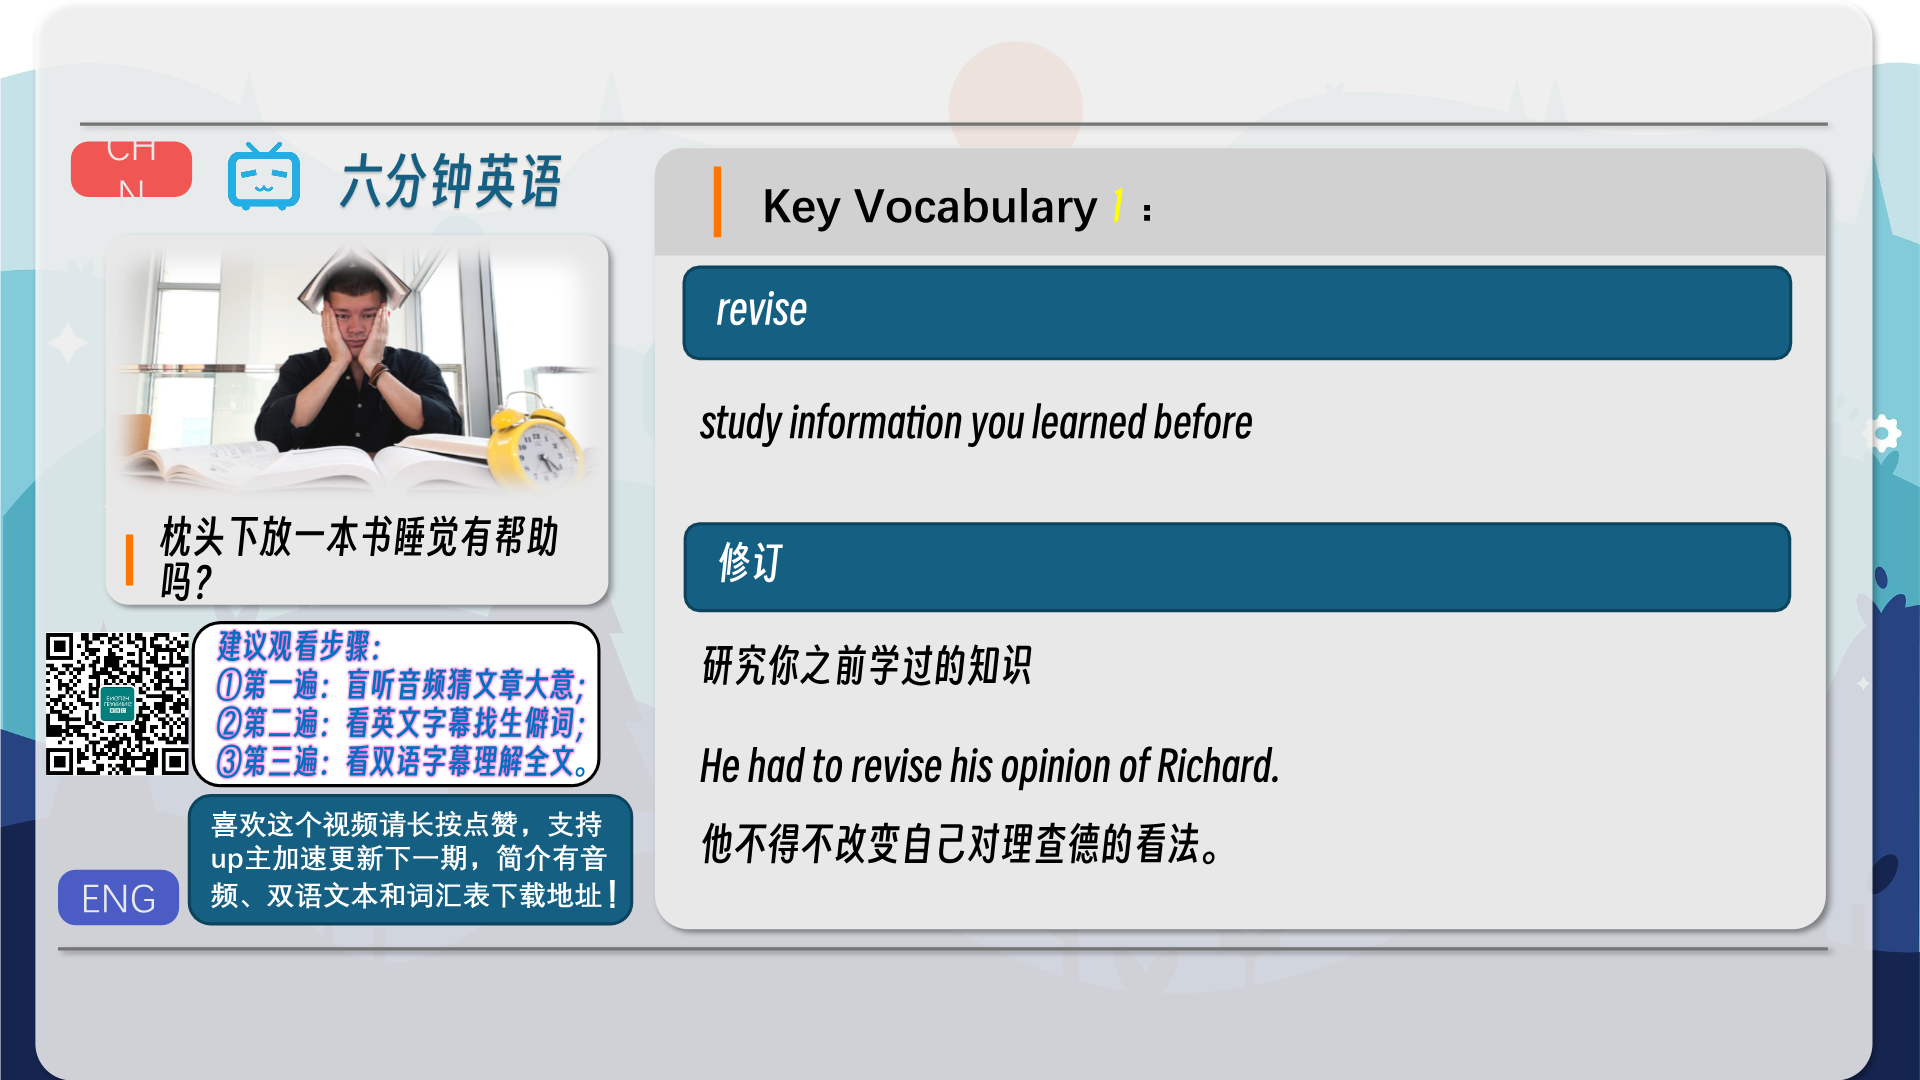 CH
N
六分钟英语
枕头下放一本书睡觉有帮助
吗?
建议观看步骤：
①第一遍：盲听音频猜文章大意;
②第二遍：看英文字幕找生僻词;
③第三遍：看双语字幕理解全文。
喜欢这个视频请长按点赞，支持
up主加速更新下一期，简介有音
频、双语文本和词汇表下载地址！
ENG
Key Vocabulary 1：
revise
study information you learned before
修订
研究你之前学过的知识
He had to revise his opinion of Richard.
他不得不改变自己对理查德的看法。